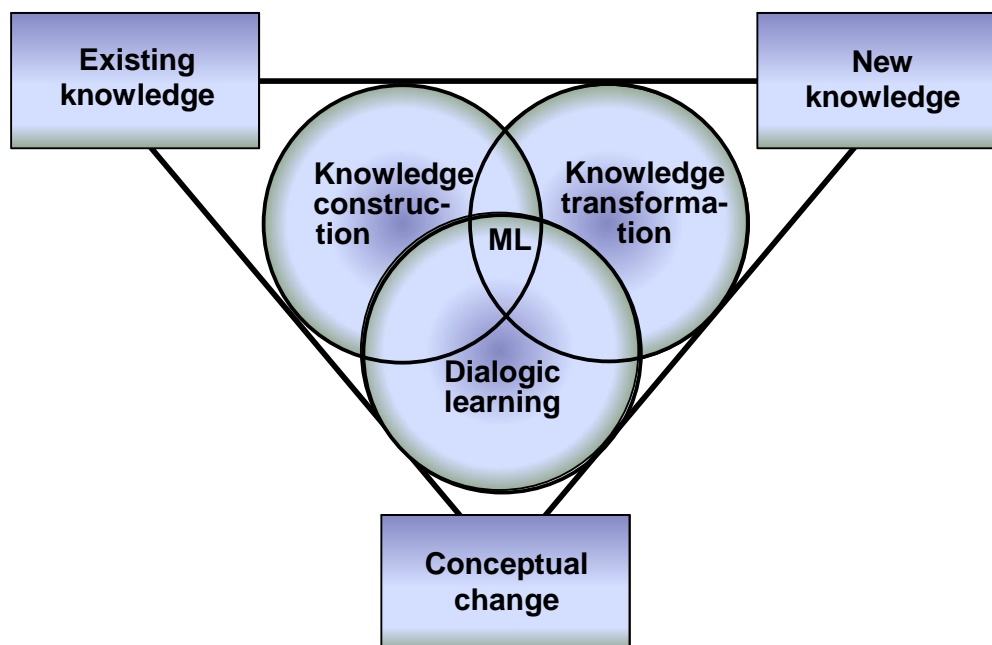 Existing
knowledge
New
knowledge
Knowledge
construc-
tion
Knowledge
transforma-
tion
ML
Dialogic
learning
Conceptual
change